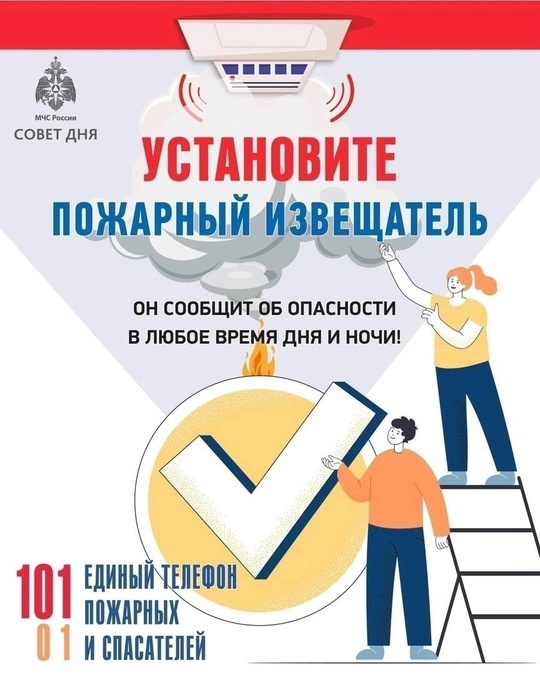 МЧС России
СОВЕТ ДНЯ
УСТАНОВИТЕ
ПОЖАРНЫЙ ИЗВЕЩАТЕЛЬ
ОН СООБЩИТ ОБ ОПАСНОСТИ
В ЛЮБОЕ ВРЕМЯ ДНЯ И НОЧИ!
101 ЕДИНЫЙ ТЕЛЕФОН
ПОЖАРНЫХ
01 И СПАСАТЕЛЕЙ